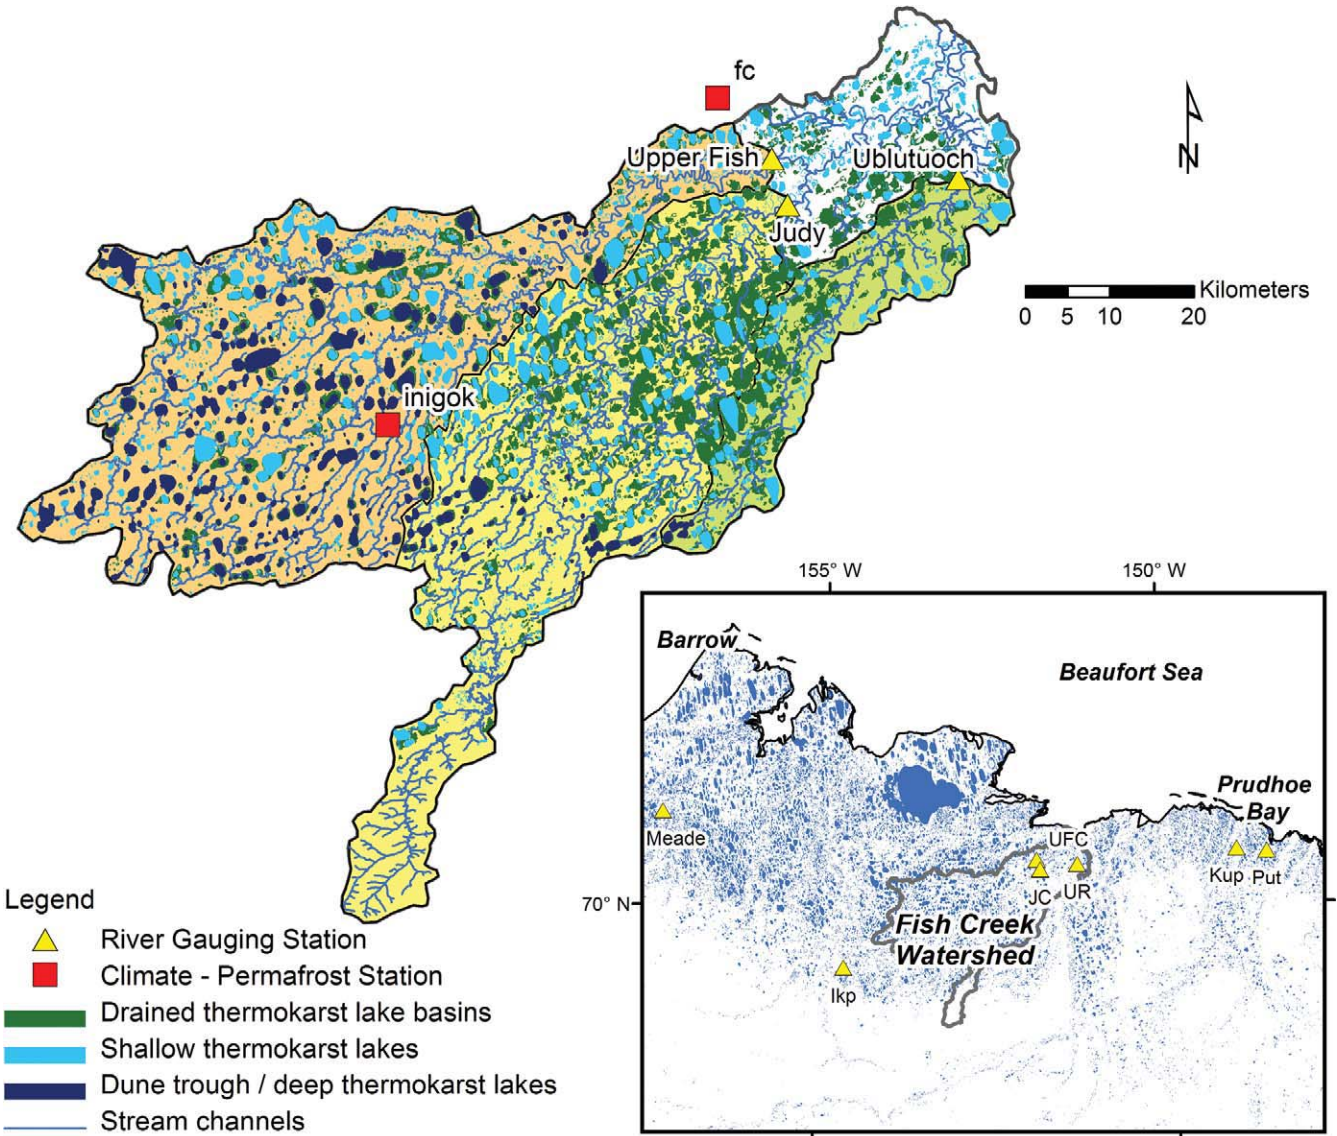 fc
Upper Fish
Ublutuoch
Judy
N
Kilometers
0 5 10 20
inigok
155° W
150° W
Barrow
Beaufort Sea
Prudhoe
Bay
Meade
UFC
Kup
Put
JC
UR
70° N
Fish Creek
Watershed
Ikp
Legend
River Gauging Station
Climate - Permafrost Station
Drained thermokarst lake basins
Shallow thermokarst lakes
Dune trough / deep thermokarst lakes
Stream channels